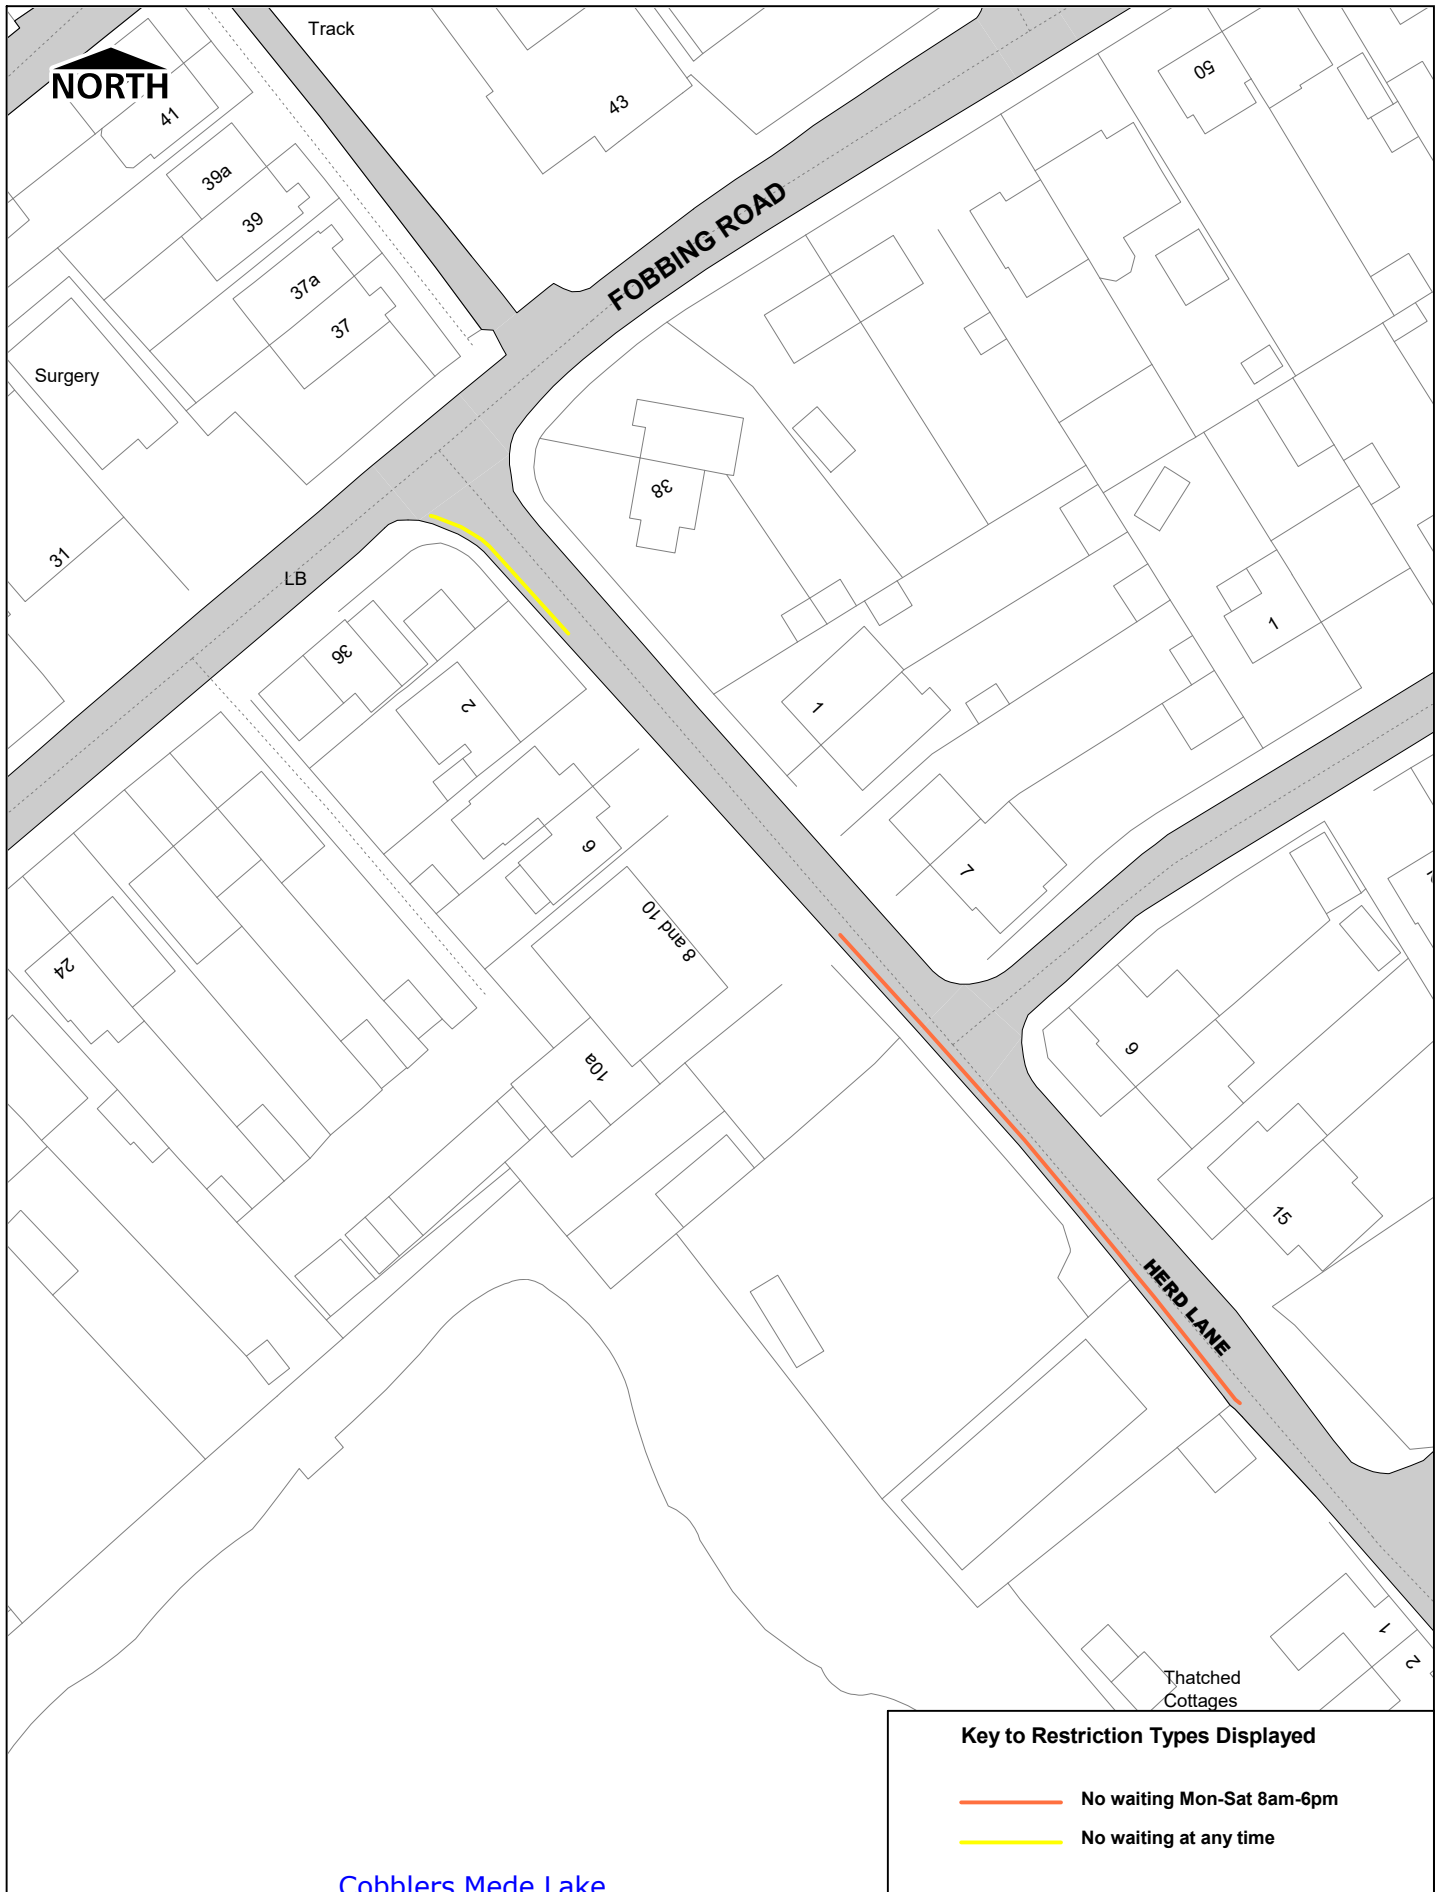 Track
NORTH
50
43
41
39a
39
FOBBING ROAD
37a
37
Surgery
38
31
LB
1
36
2
1
6
7
8 and 10
24
9
10a
15
HERD LANE
1
2
Thatched
Cottages
Key to Restriction Types Displayed
No waiting Mon-Sat 8am-6pm
No waiting at any time
Cobblers Mede Lake